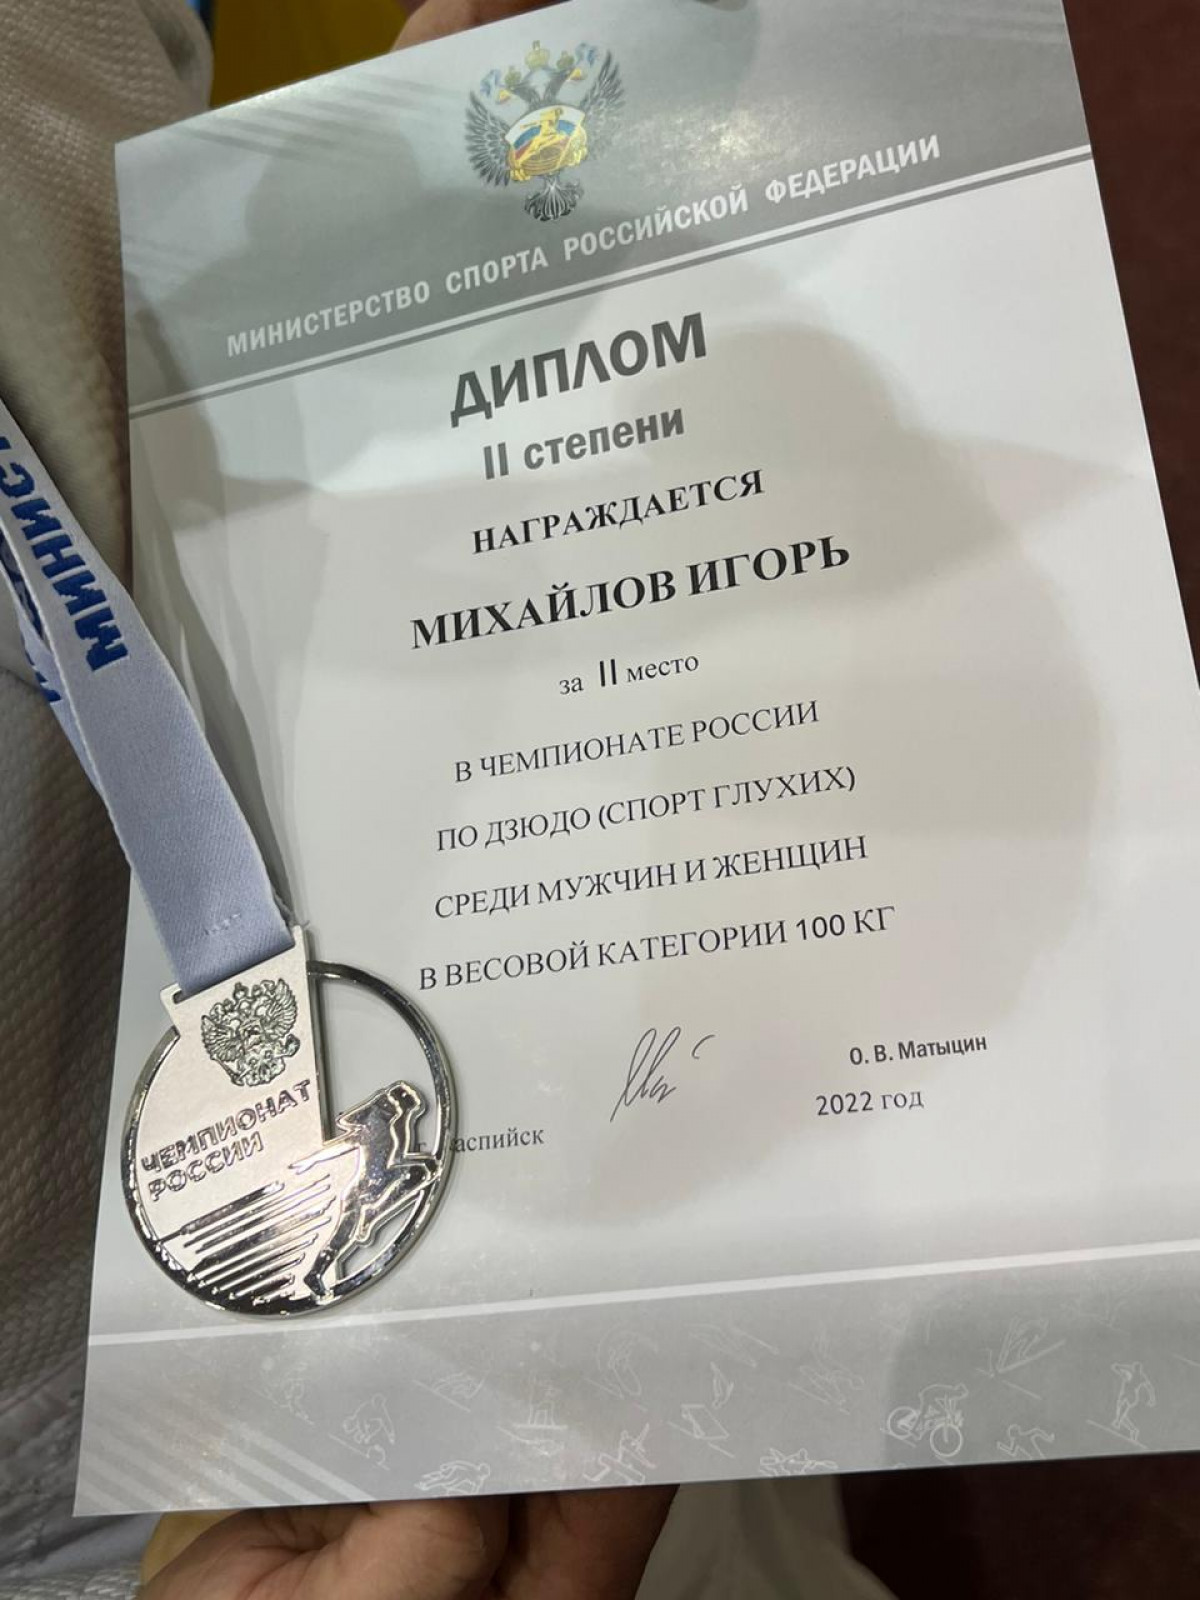 МИНИСТЕРСТВО СПОРТА РОССИЙСКОЙ ФЕДЕРАЦИИ
ДИПЛОМ
II степени
НАГРАЖДАЕТСЯ
МИХАЙЛОВ ИГОРЬ
за II место
В ЧЕМПИОНАТЕ РОССИИ
ПО ДЗЮДО (СПОРТ ГЛУХИХ)
СРЕДИ МУЖЧИН И ЖЕНЩИН
В ВЕСОВОЙ КАТЕГОРИИ 100 КГ
О. В. Матыцин
2022 год
г. аспийск
МИНИСТ
ЧЕМПИОНАТ
РОССИИ